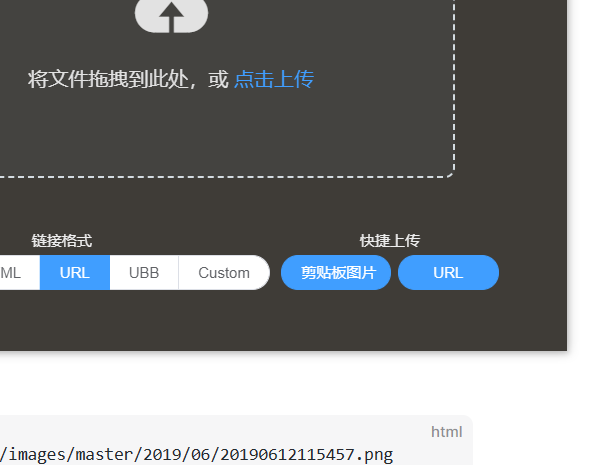 将文件拖拽到此处，或 点击上传
链接格式 快捷上传
ML URL UBB Custom 剪贴板图片 URL
html
/images/master/2019/06/20190612115457.png